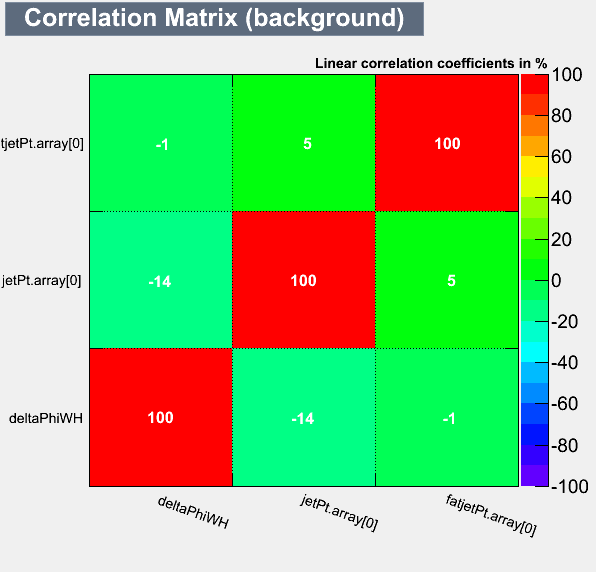 Correlation Matrix (background)
Linear correlation coefficients in %
tjetPt.array[0]
-1
5
100
jetPt.array[0]
-14
100
5
deltaPhiWH
100
-14
-1
deltaPhiWH
jetPt.array[0]
fatjetPt.array[0]
100
80
60
40
20
0
-20
-40
-60
-80
-100